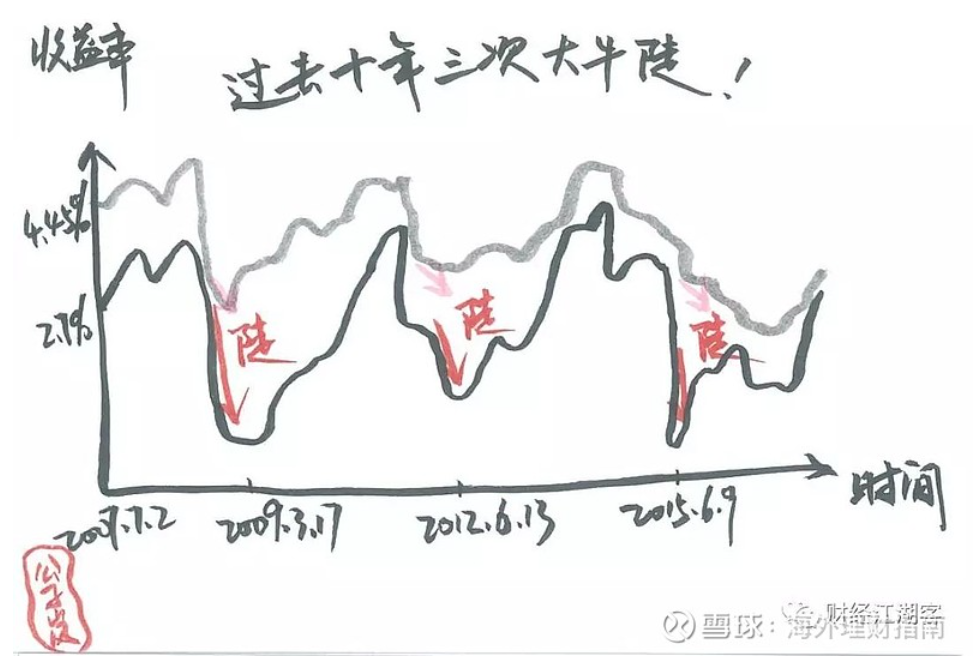 收益率
过去十年三次大牛陡！
4.45%
2.7%
陡
陡
陡
时间
2007.1.2
2009.3.17
2012.6.13
2015.6.9
公子岌
财经江湖客
雪球：海外理财指南